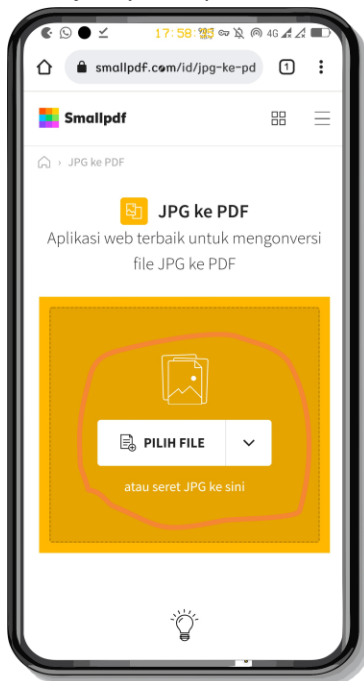 17:58
4G
smallpdf.com/id/jpg-ke-pd
1
Smallpdf
JPG ke PDF
JPG ke PDF
Aplikasi web terbaik untuk mengonversi
file JPG ke PDF
PILIH FILE
atau seret JPG ke sini